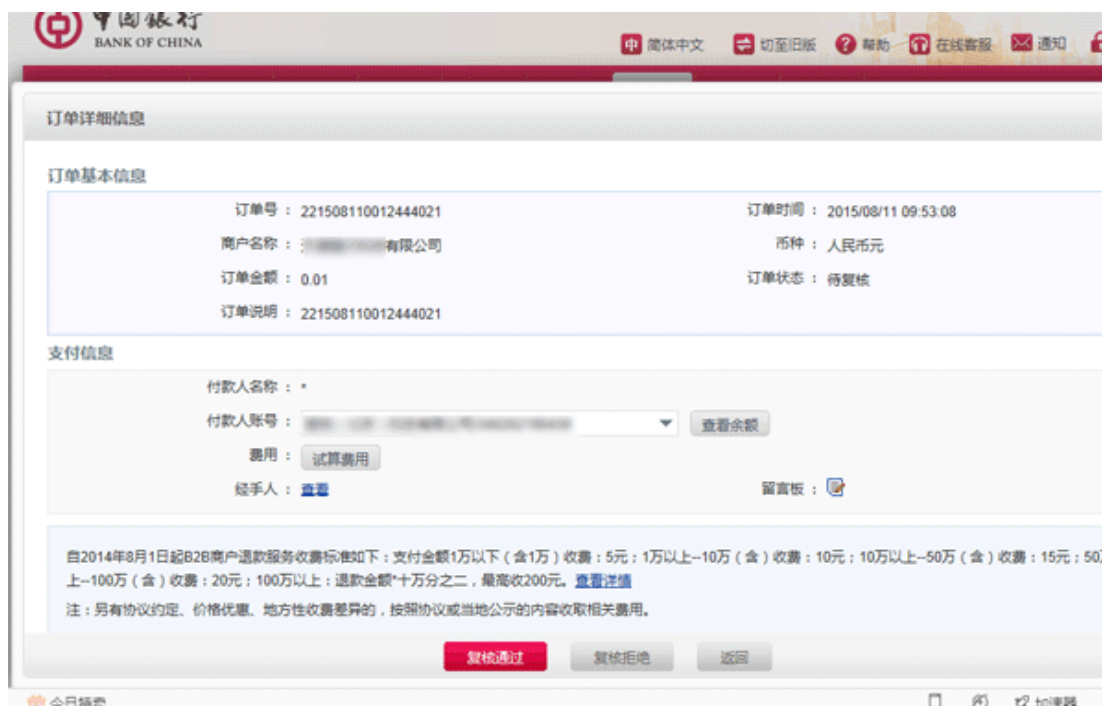 中国银行
BANK OF CHINA
简体中文 切至旧版 帮助 在线客服 通知
订单详细信息
订单基本信息
订单号： 221508110012444021 订单时间： 2015/08/11 09:53:08
商户名称： 有限公司 币种： 人民币元
订单金额： 0.01 订单状态： 待复核
订单说明： 221508110012444021
支付信息
付款人名称： *
付款人账号： 查看余额
费用： 试算费用
经手人： 查看 留言板：
自2014年8月1日起B2B商户退款服务收费标准如下：支付金额1万以下（含1万）收费：5元；1万以上--10万（含）收费：10元；10万以上--50万（含）收费：15元；50
上--100万（含）收费：20元；100万以上：退款金额*十万分之二，最高收200元。查看详情
注：另有协议约定、价格优惠、地方性收费差异的，按照协议或当地公示的内容收取相关费用。
复核通过 复核拒绝 返回
加速器